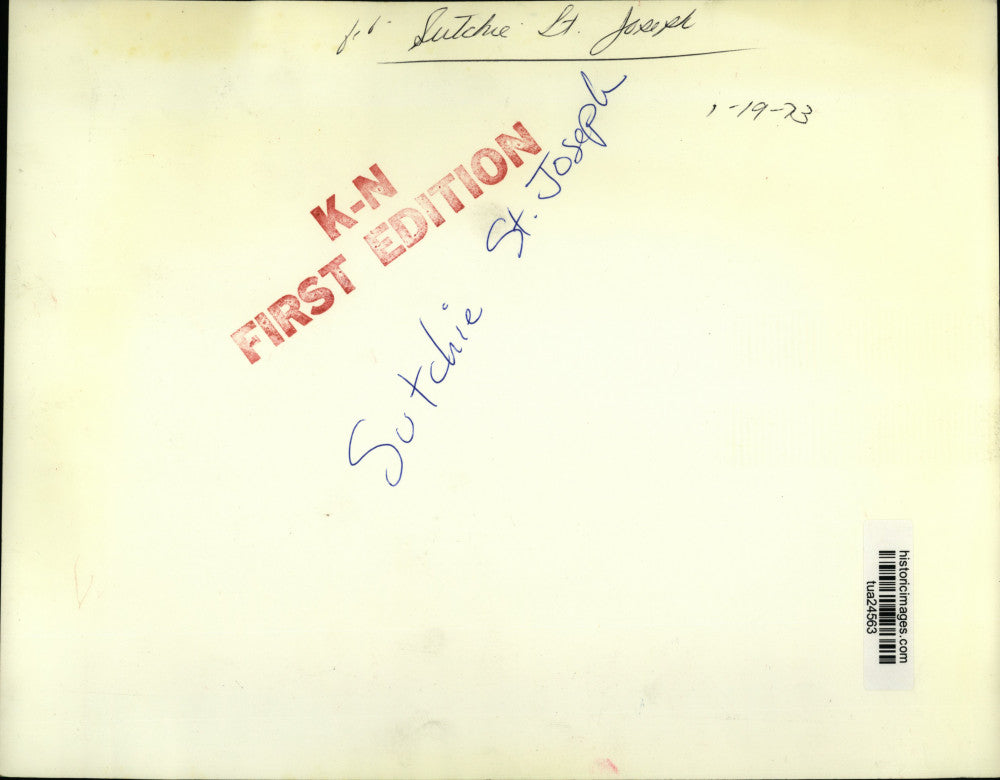 Sutchie St. Joseph
1-19-73
K-N
FIRST EDITION
Sutchie St. Joseph
historicimages.com
tua24563